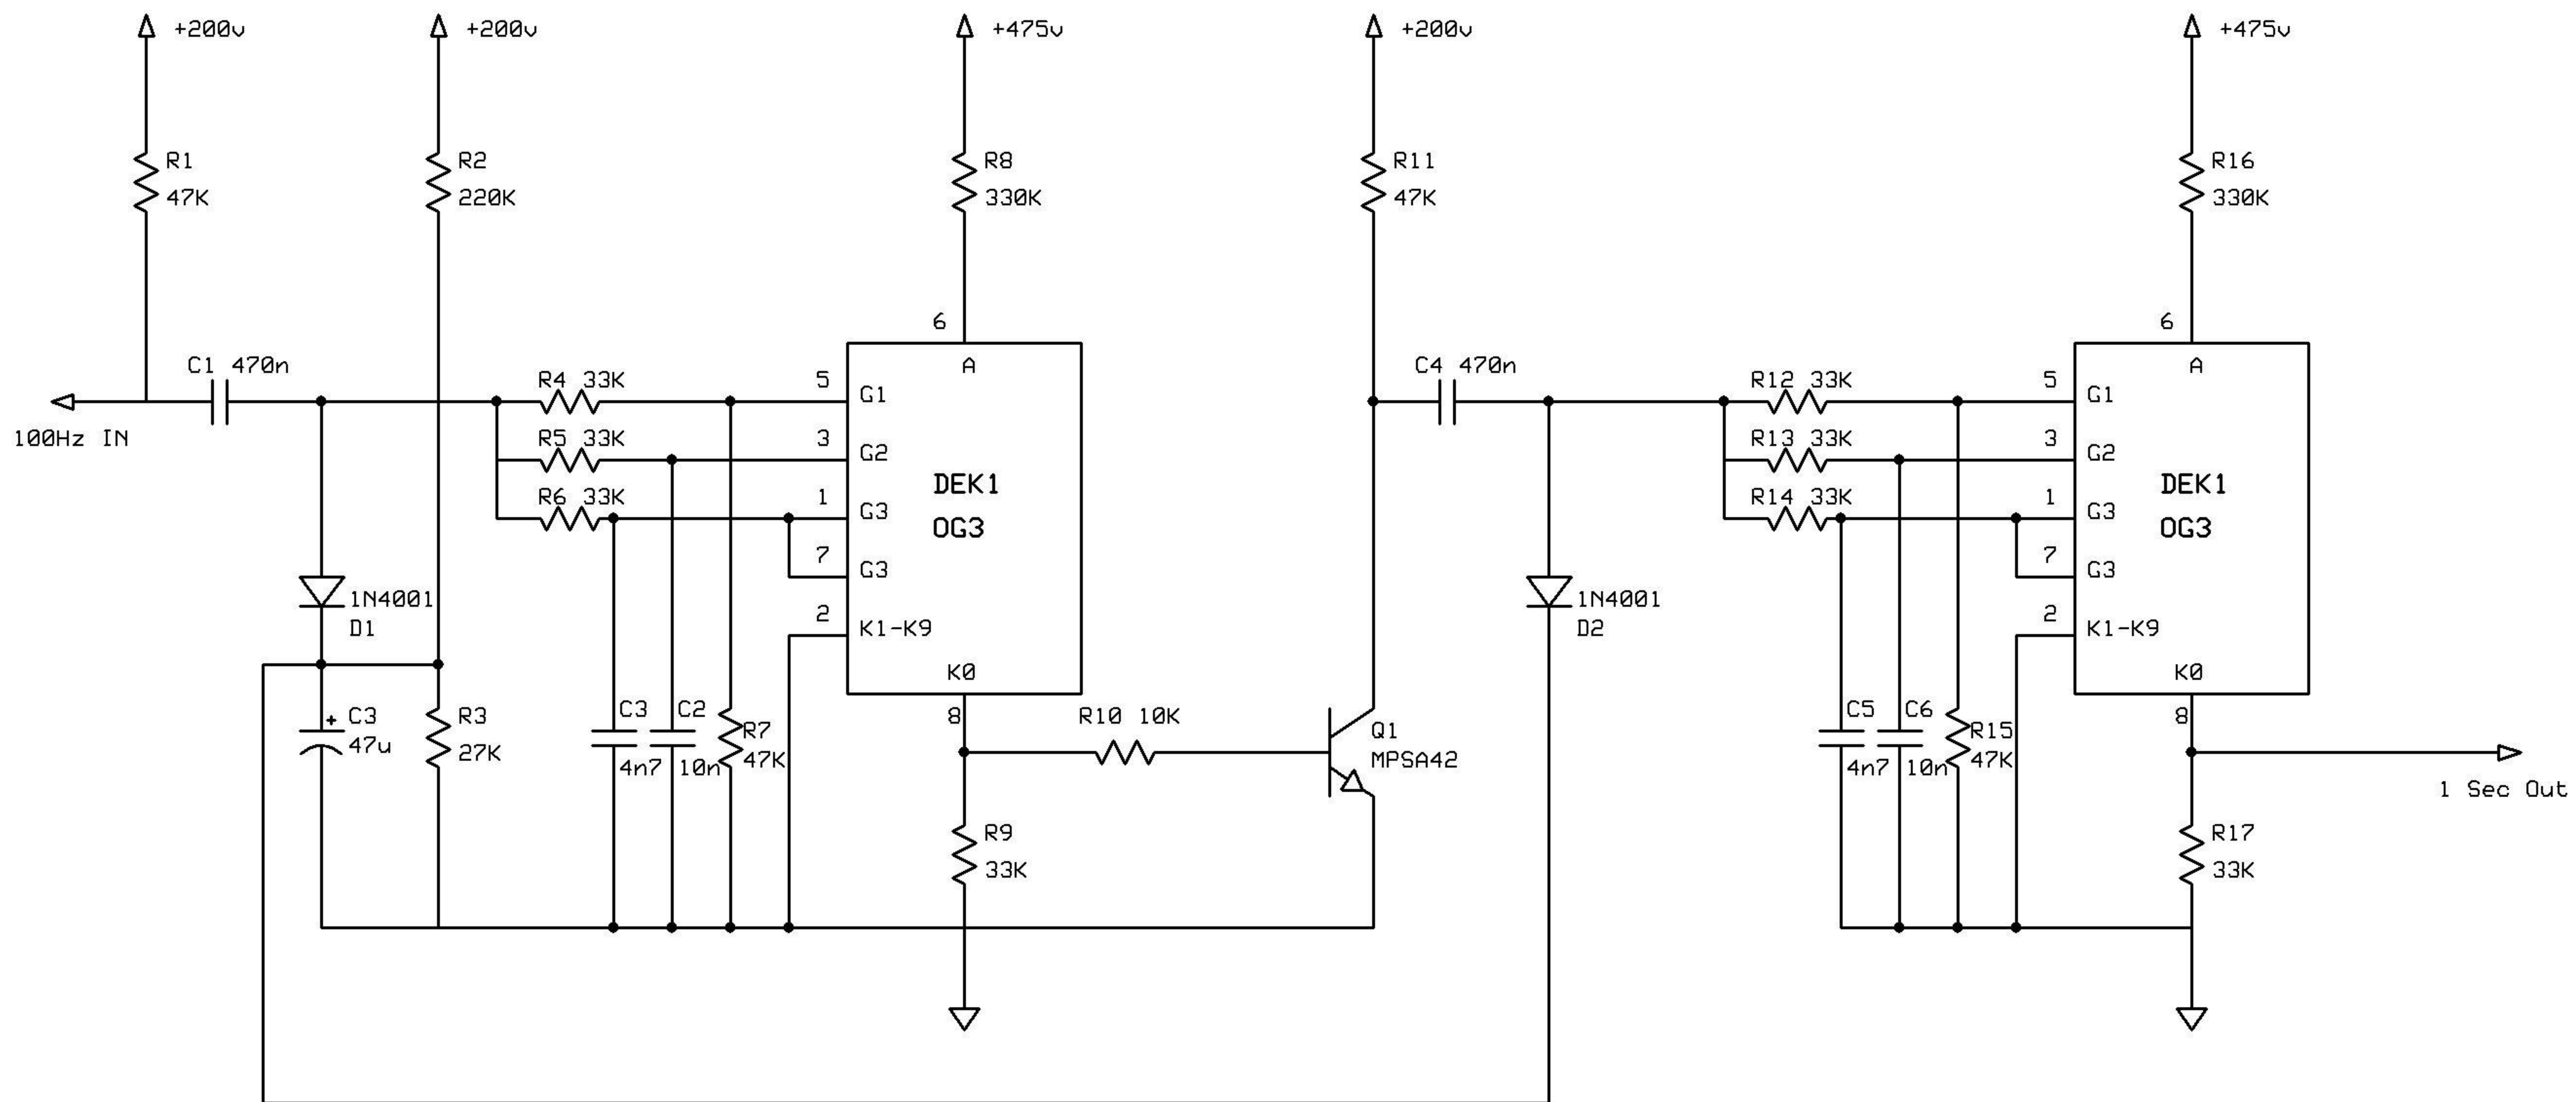 +200v
+200v
+475v
+200v
+475v
R1
47K
R2
220K
R8
330K
R11
47K
R16
330K
6
6
C1 470n
A
C4 470n
A
R4 33K
5
G1
R12 33K
5
G1
100Hz IN
R5 33K
3
G2
R13 33K
3
G2
DEK1
DEK1
R6 33K
1
G3
R14 33K
1
G3
OG3
OG3
7
G3
7
G3
1N4001
D1
2
K1-K9
1N4001
D2
2
K1-K9
K0
K0
+ C3
47u
R3
27K
C3
4n7
C2
10n
R7
47K
8
R10 10K
Q1
MPSA42
C5
4n7
C6
10n
R15
47K
8
1 Sec Out
R9
33K
R17
33K